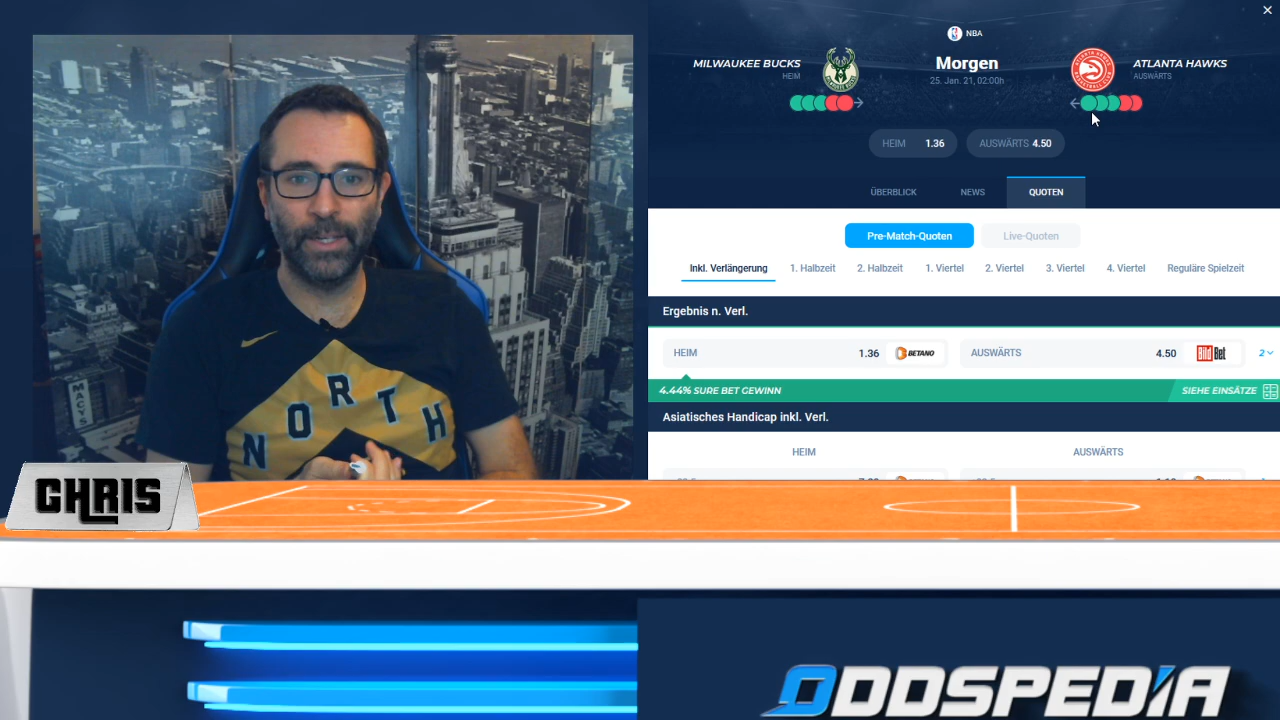 NBA
MILWAUKEE BUCKS
HEIM
Morgen
25. Jan. 21, 02:00h
ATLANTA HAWKS
AUSWÄRTS
HEIM 1.36
AUSWÄRTS 4.50
ÜBERBLICK NEWS QUOTEN
Pre-Match-Quoten Live-Quoten
Inkl. Verlängerung 1. Halbzeit 2. Halbzeit 1. Viertel 2. Viertel 3. Viertel 4. Viertel Reguläre Spielzeit
Ergebnis n. Verl.
HEIM 1.36 BETANO AUSWÄRTS 4.50 Bild Bet 2
4.44% SURE BET GEWINN SIEHE EINSÄTZE
Asiatisches Handicap inkl. Verl.
HEIM AUSWÄRTS
MACYS
NORTH
CHRIS
ODDSPEDIA